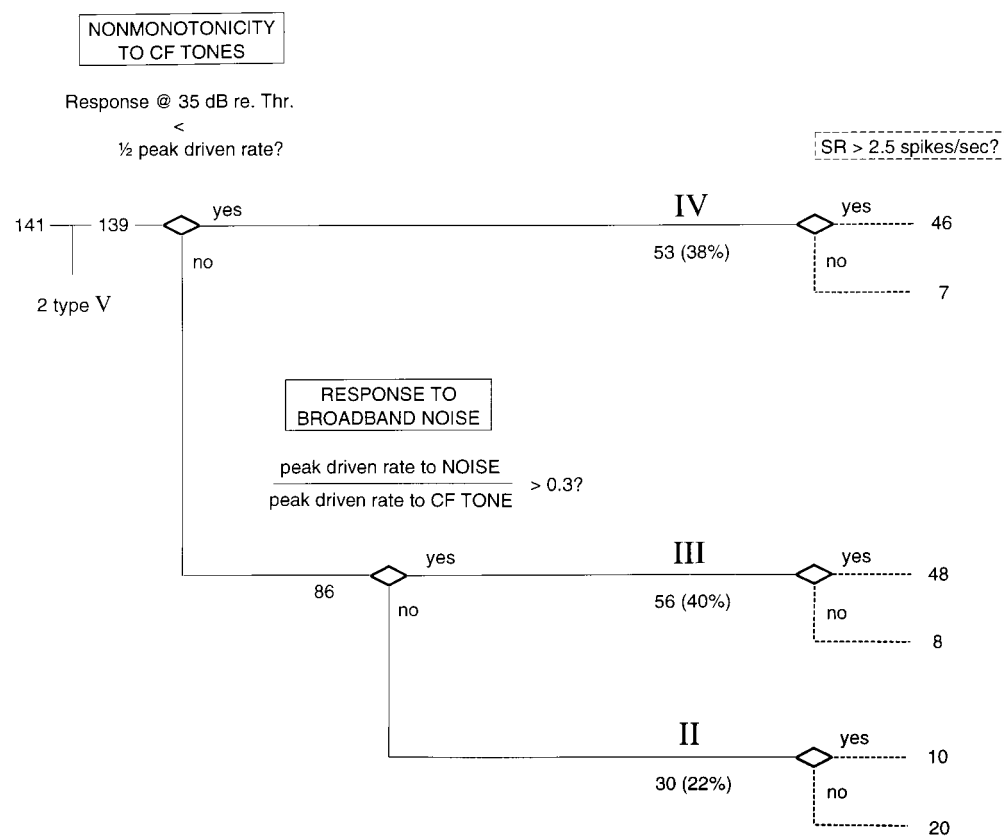 NONMONOTONICITY
TO CF TONES
Response @ 35 dB re. Thr.
<
½ peak driven rate?
SR > 2.5 spikes/sec?
141
139
yes
IV
yes
46
no
53 (38%)
no
7
2 type V
RESPONSE TO
BROADBAND NOISE
peak driven rate to NOISE
peak driven rate to CF TONE
> 0.3?
86
yes
III
yes
48
no
56 (40%)
no
8
II
yes
10
30 (22%)
no
20